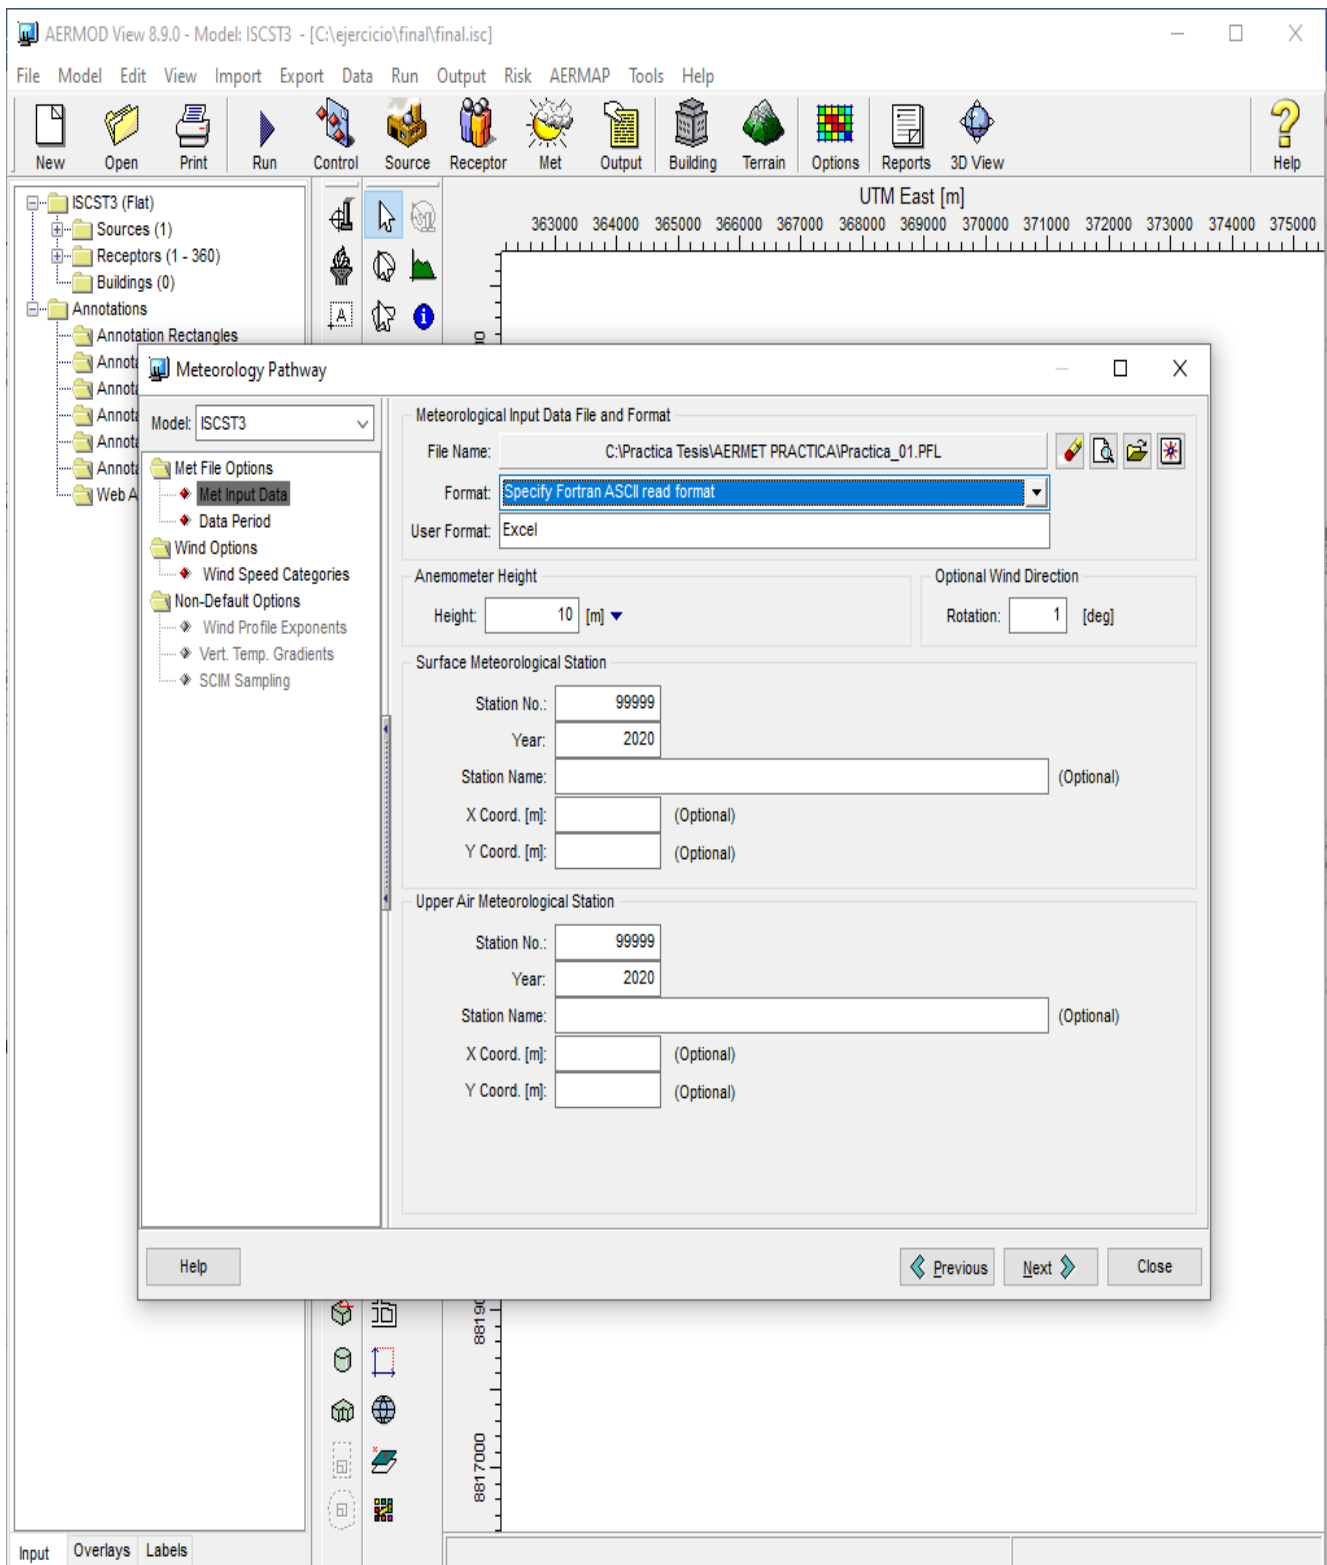 AERMOD View 8.9.0 - Model: ISCST3 - [C:\ejercicio\final\final.isc]
File Model Edit View Import Export Data Run Output Risk AERMAP Tools Help
New Open Print Run Control Source Receptor Met Output Building Terrain Options Reports 3D View Help
ISCST3 (Flat)
Sources (1)
Receptors (1 - 360)
Buildings (0)
Annotations
Annotation Rectangles
Annota
Annota
Annota
Annota
Annota
Web A
A
UTM East [m]
363000 364000 365000 366000 367000 368000 369000 370000 371000 372000 373000 374000 375000
Meteorology Pathway
Model: ISCST3
Met File Options
Met Input Data
Data Period
Wind Options
Wind Speed Categories
Non-Default Options
Wind Profile Exponents
Vert. Temp. Gradients
SCIM Sampling
Meteorological Input Data File and Format
File Name: C:\Practica Tesis\AERMET PRACTICA\Practica_01.PFL
Format: Specify Fortran ASCII read format
User Format: Excel
Anemometer Height
Height: 10 [m]
Optional Wind Direction
Rotation: 1 [deg]
Surface Meteorological Station
Station No.: 99999
Year: 2020
Station Name: (Optional)
X Coord. [m]: (Optional)
Y Coord. [m]: (Optional)
Upper Air Meteorological Station
Station No.: 99999
Year: 2020
Station Name: (Optional)
X Coord. [m]: (Optional)
Y Coord. [m]: (Optional)
Help Previous Next Close
8817000
Input Overlays Labels